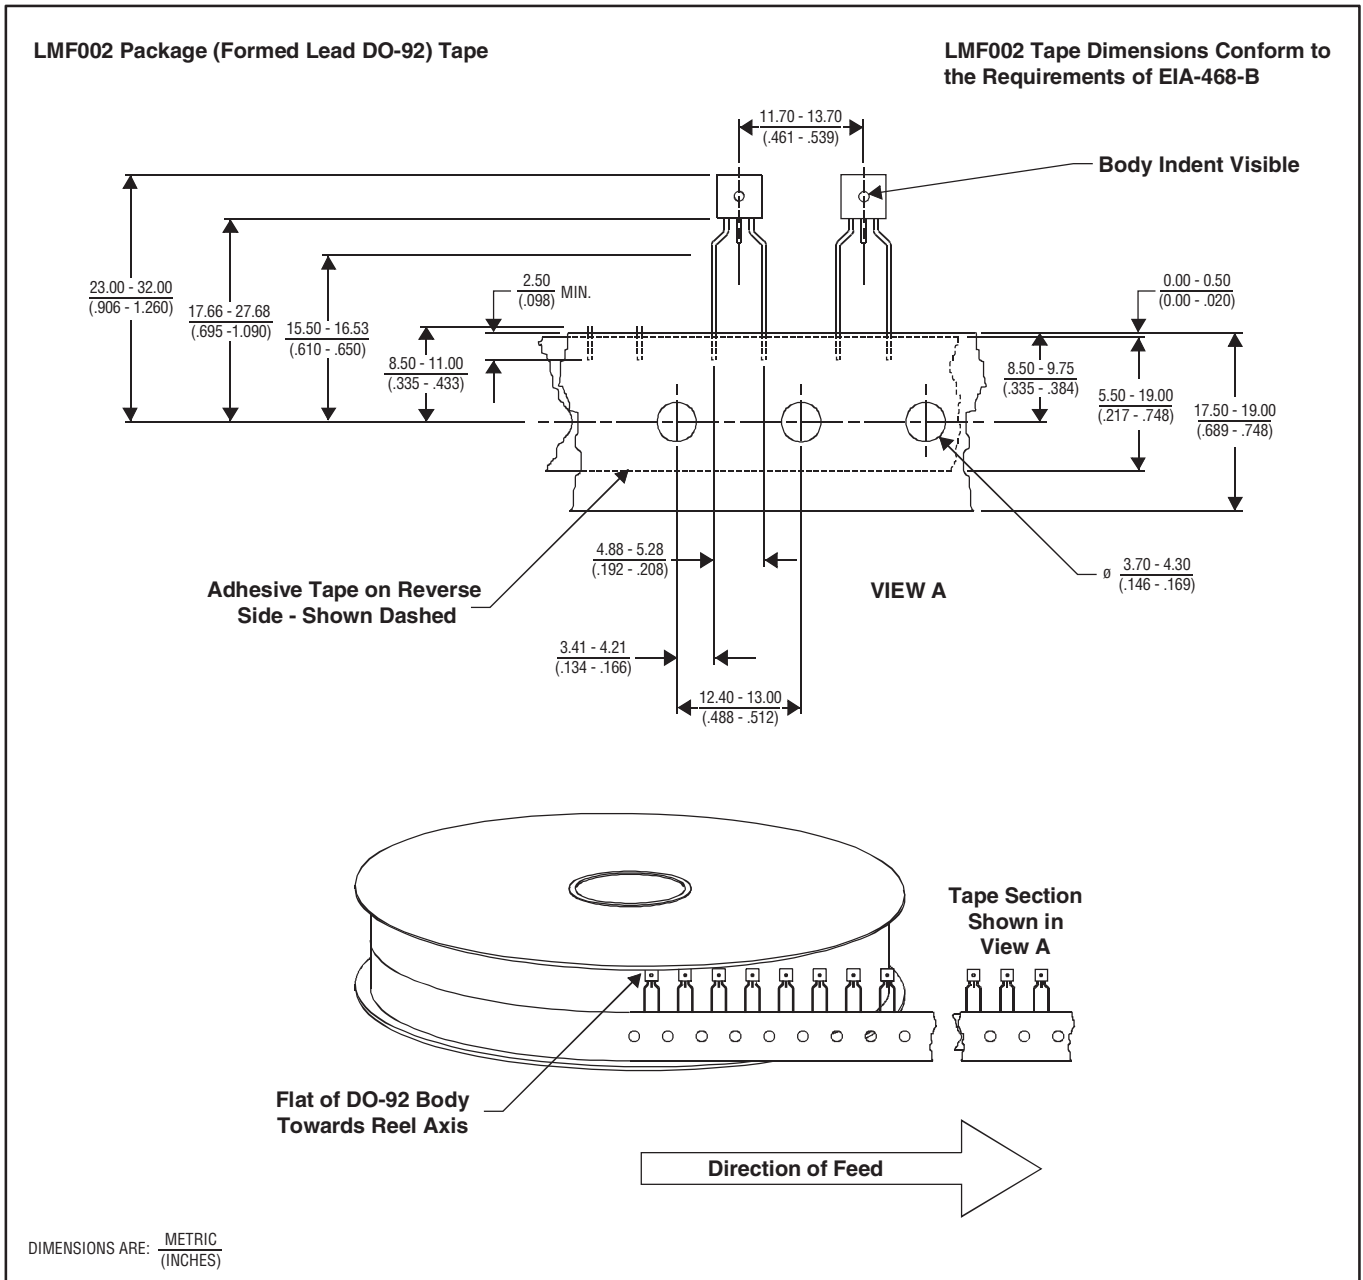 LMF002 Package (Formed Lead DO-92) Tape
LMF002 Tape Dimensions Conform to
the Requirements of EIA-468-B
11.70 - 13.70
(.461 - .539)
Body Indent Visible
23.00 - 32.00
(.906 - 1.260)
17.66 - 27.68
(.695 -1.090)
15.50 - 16.53
(.610 - .650)
2.50
(.098)
MIN.
8.50 - 11.00
(.335 - .433)
0.00 - 0.50
(0.00 - .020)
8.50 - 9.75
(.335 - .384)
5.50 - 19.00
(.217 - .748)
17.50 - 19.00
(.689 - .748)
4.88 - 5.28
(.192 - .208)
ø 3.70 - 4.30
(.146 - .169)
Adhesive Tape on Reverse
Side - Shown Dashed
VIEW A
3.41 - 4.21
(.134 - .166)
12.40 - 13.00
(.488 - .512)
Tape Section
Shown in
View A
Flat of DO-92 Body
Towards Reel Axis
Direction of Feed
DIMENSIONS ARE: METRIC
(INCHES)